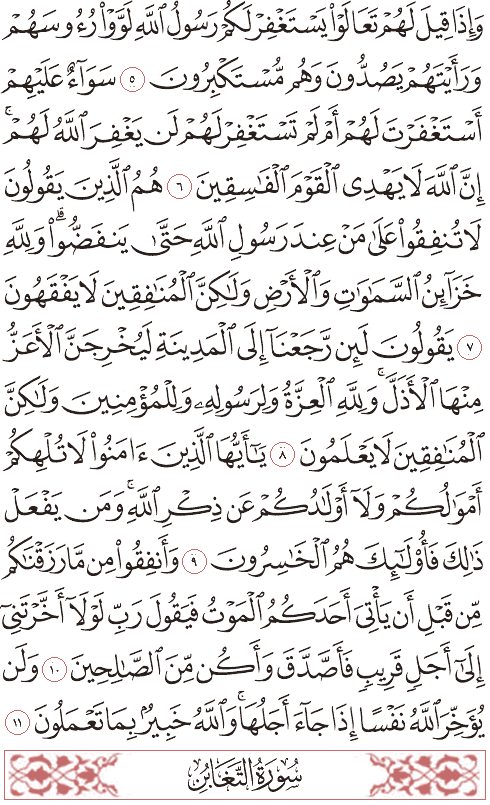 وَإِذَا قِيلَ لَهُمْ تَعَالَوْا۟ يَسْتَغْفِرْ لَكُمْ رَسُولُ ٱللَّهِ لَوَّوْا۟ رُءُوسَهُمْ
وَرَأَيْتَهُمْ يَصُدُّونَ وَهُم مُّسْتَكْبِرُونَ ٥ سَوَآءٌ عَلَيْهِمْ
أَسْتَغْفَرْتَ لَهُمْ أَمْ لَمْ تَسْتَغْفِرْ لَهُمْ لَن يَغْفِرَ ٱللَّهُ لَهُمْ ۚ
إِنَّ ٱللَّهَ لَا يَهْدِى ٱلْقَوْمَ ٱلْفَـٰسِقِينَ ٦ هُمُ ٱلَّذِينَ يَقُولُونَ
لَا تُنفِقُوا۟ عَلَىٰ مَنْ عِندَ رَسُولِ ٱللَّهِ حَتَّىٰ يَنفَضُّوا۟ ۗ وَلِلَّهِ
خَزَآئِنُ ٱلسَّمَـٰوَٰتِ وَٱلْأَرْضِ وَلَـٰكِنَّ ٱلْمُنَـٰفِقِينَ لَا يَفْقَهُونَ
٧ يَقُولُونَ لَئِن رَّجَعْنَآ إِلَى ٱلْمَدِينَةِ لَيُخْرِجَنَّ ٱلْأَعَزُّ
مِنْهَا ٱلْأَذَلَّ ۚ وَلِلَّهِ ٱلْعِزَّةُ وَلِرَسُولِهِۦ وَلِلْمُؤْمِنِينَ وَلَـٰكِنَّ
ٱلْمُنَـٰفِقِينَ لَا يَعْلَمُونَ ٨ يَـٰٓأَيُّهَا ٱلَّذِينَ ءَامَنُوا۟ لَا تُلْهِكُمْ
أَمْوَٰلُكُمْ وَلَآ أَوْلَـٰدُكُمْ عَن ذِكْرِ ٱللَّهِ ۚ وَمَن يَفْعَلْ
ذَٰلِكَ فَأُو۟لَـٰٓئِكَ هُمُ ٱلْخَـٰسِرُونَ ٩ وَأَنفِقُوا۟ مِن مَّا رَزَقْنَـٰكُم
مِّن قَبْلِ أَن يَأْتِىَ أَحَدَكُمُ ٱلْمَوْتُ فَيَقُولَ رَبِّ لَوْلَآ أَخَّرْتَنِىٓ
إِلَىٰٓ أَجَلٍ قَرِيبٍ فَأَصَّدَّقَ وَأَكُن مِّنَ ٱلصَّـٰلِحِينَ ١٠ وَلَن
يُؤَخِّرَ ٱللَّهُ نَفْسًا إِذَا جَآءَ أَجَلُهَا ۚ وَٱللَّهُ خَبِيرٌۢ بِمَا تَعْمَلُونَ ١١
سُورَةُ ٱلتَّغَابُنِ